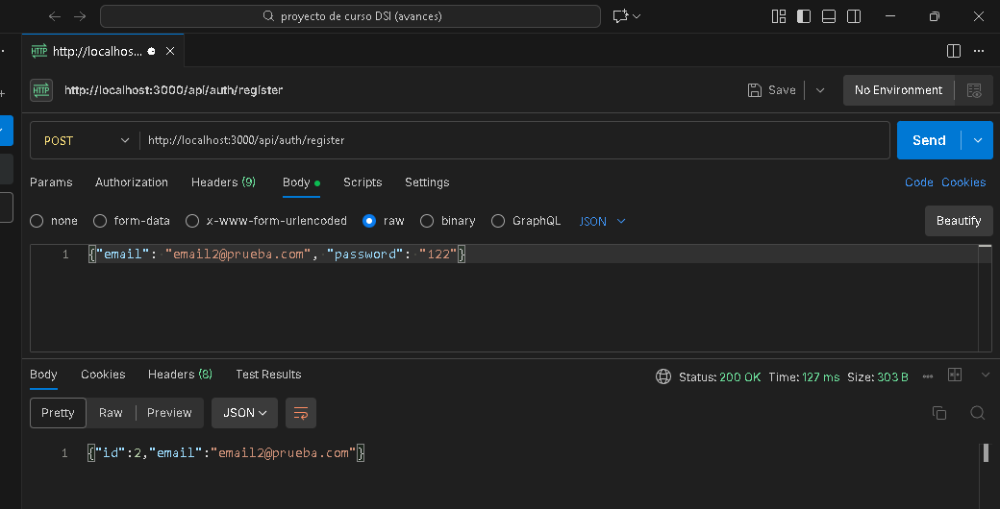 proyecto de curso DSI (avances)
HTTP http://localhos...
HTTP http://localhost:3000/api/auth/register Save No Environment
POST http://localhost:3000/api/auth/register Send
Params Authorization Headers (9) Body Scripts Settings Code Cookies
none form-data x-www-form-urlencoded raw binary GraphQL JSON Beautify
1 {"email": "email2@prueba.com", "password": "122"}
Body Cookies Headers (8) Test Results Status: 200 OK Time: 127 ms Size: 303 B
Pretty Raw Preview JSON
1 {"id":2,"email":"email2@prueba.com"}